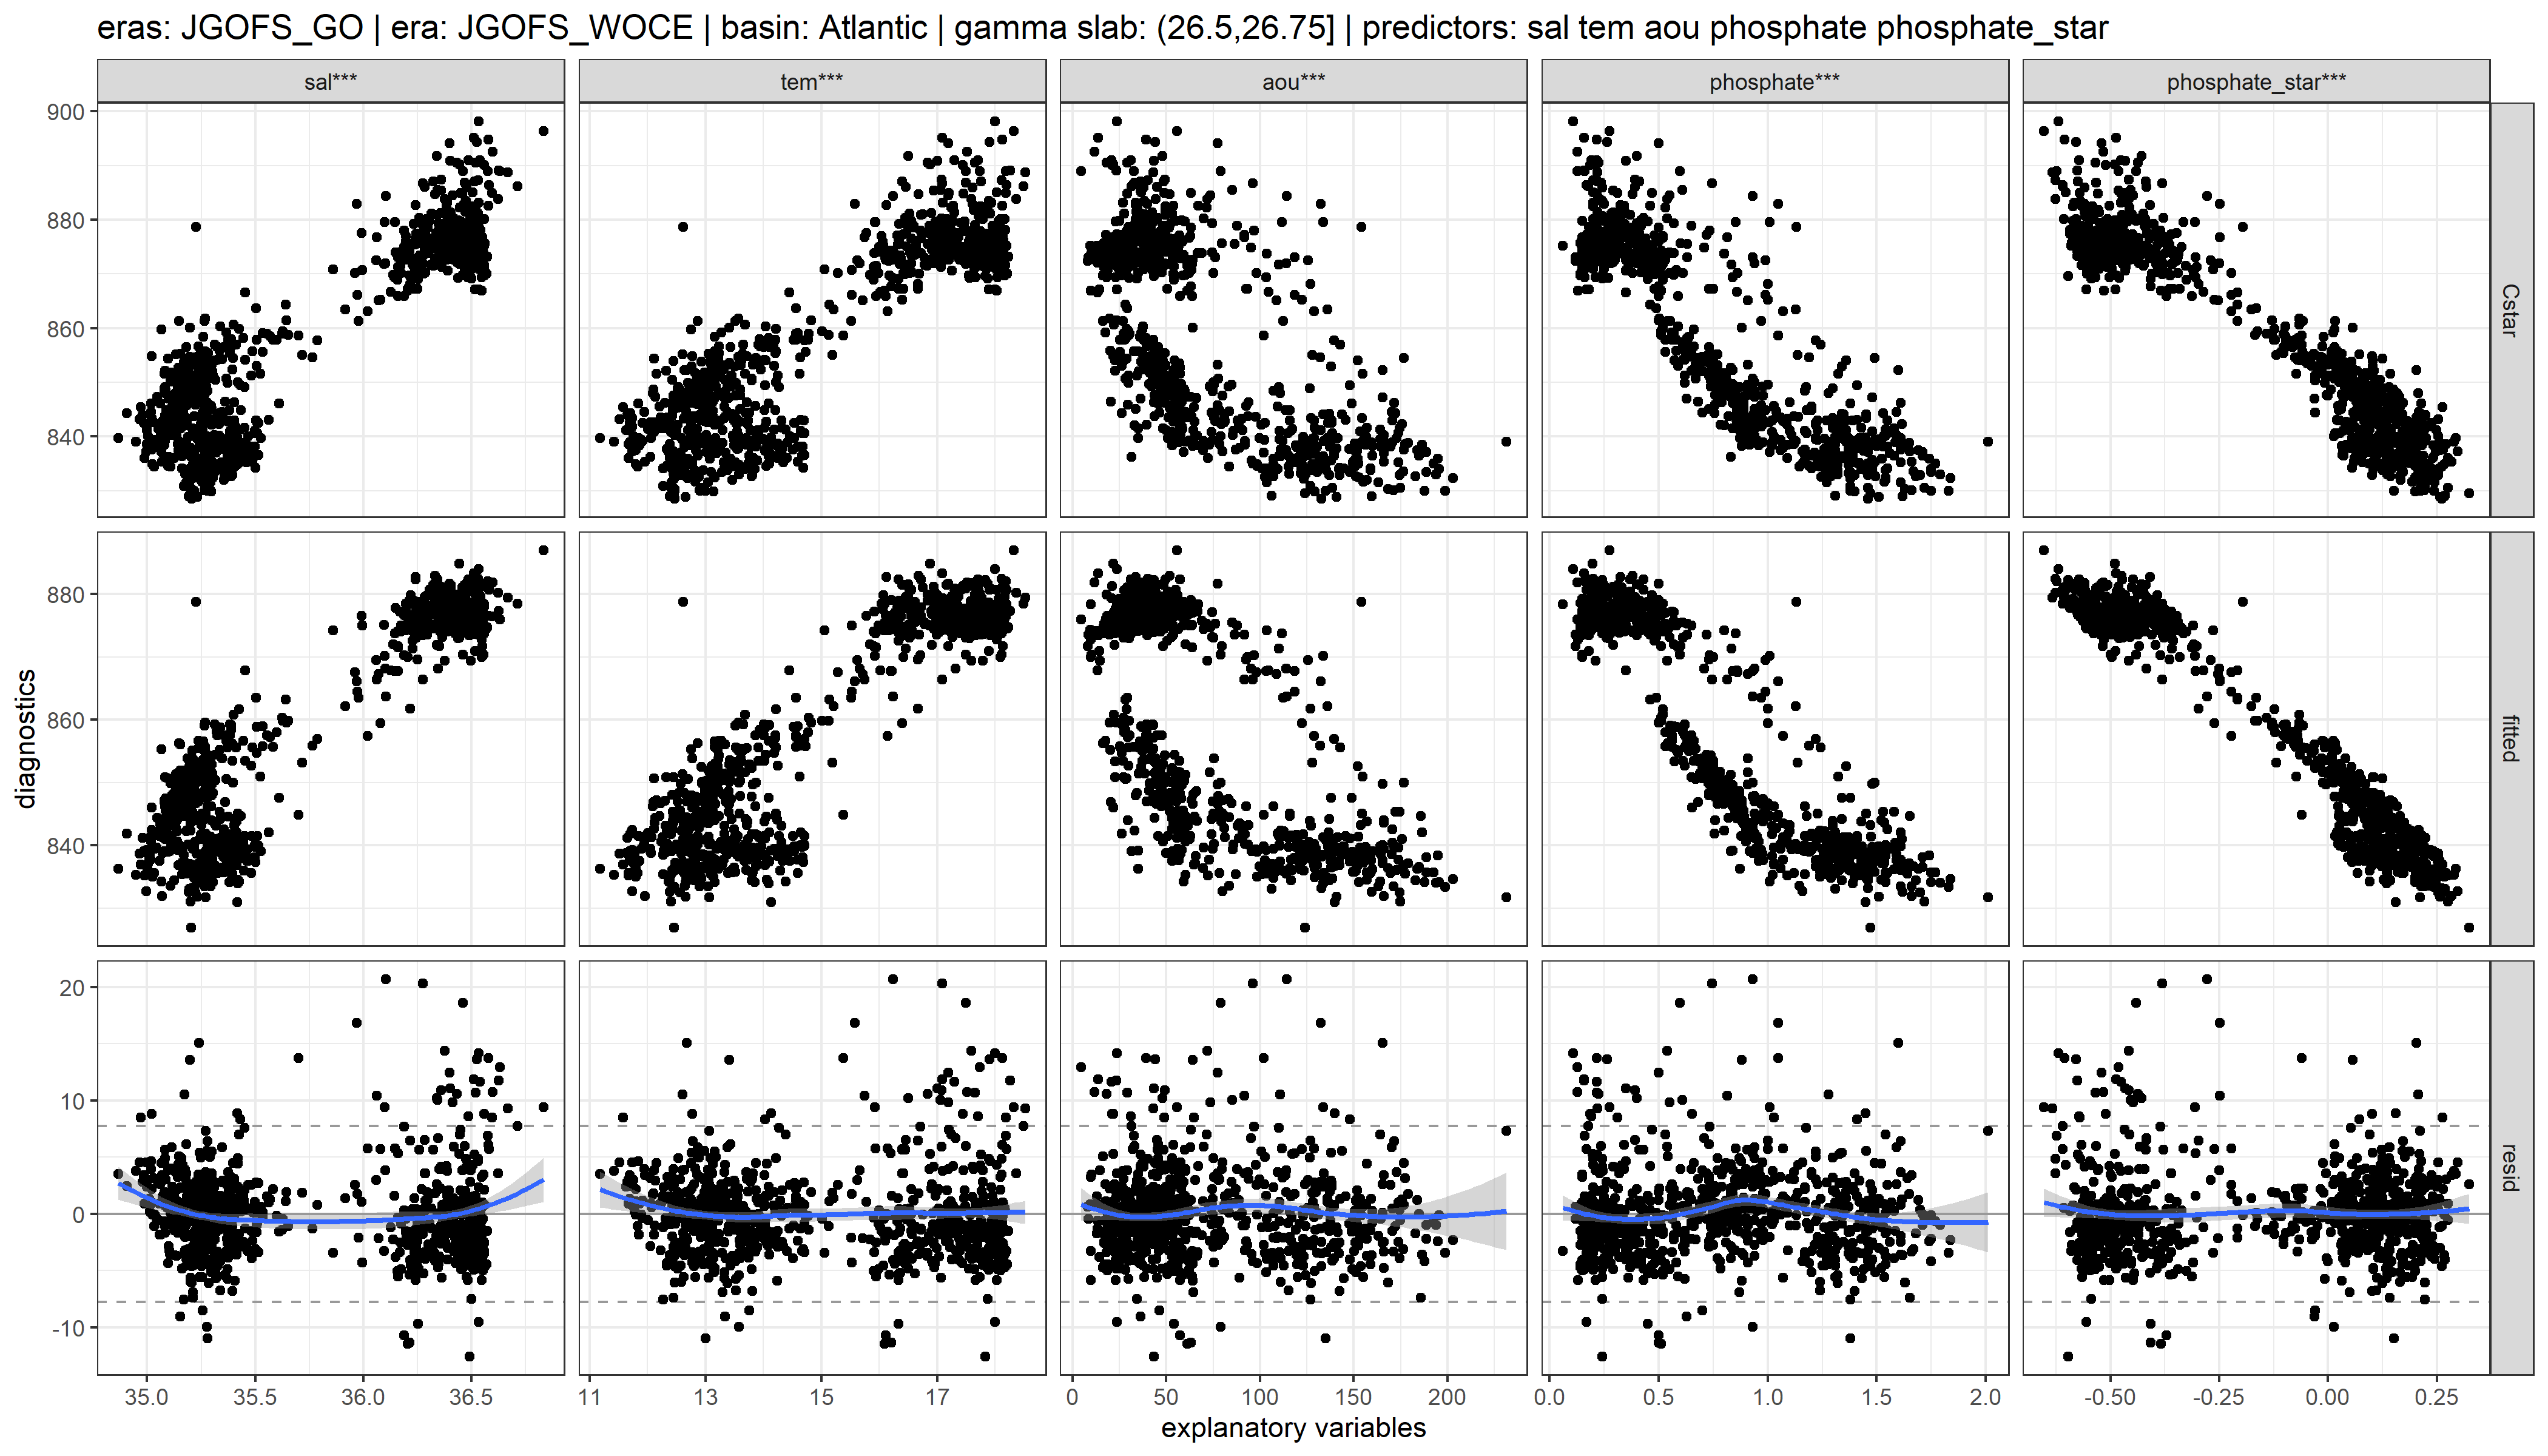 eras: JGOFS_GO | era: JGOFS_WOCE | basin: Atlantic | gamma slab: (26.5,26.75] | predictors: sal tem aou phosphate phosphate_star
sal*** tem*** aou*** phosphate*** phosphate_star***
900
880
860
840
Cstar
880
860
840
fitted
diagnostics
20
10
0
-10
resid
35.0 35.5 36.0 36.5 11 13 15 17 0 50 100 150 200 0.0 0.5 1.0 1.5 2.0 -0.50 -0.25 0.00 0.25
explanatory variables